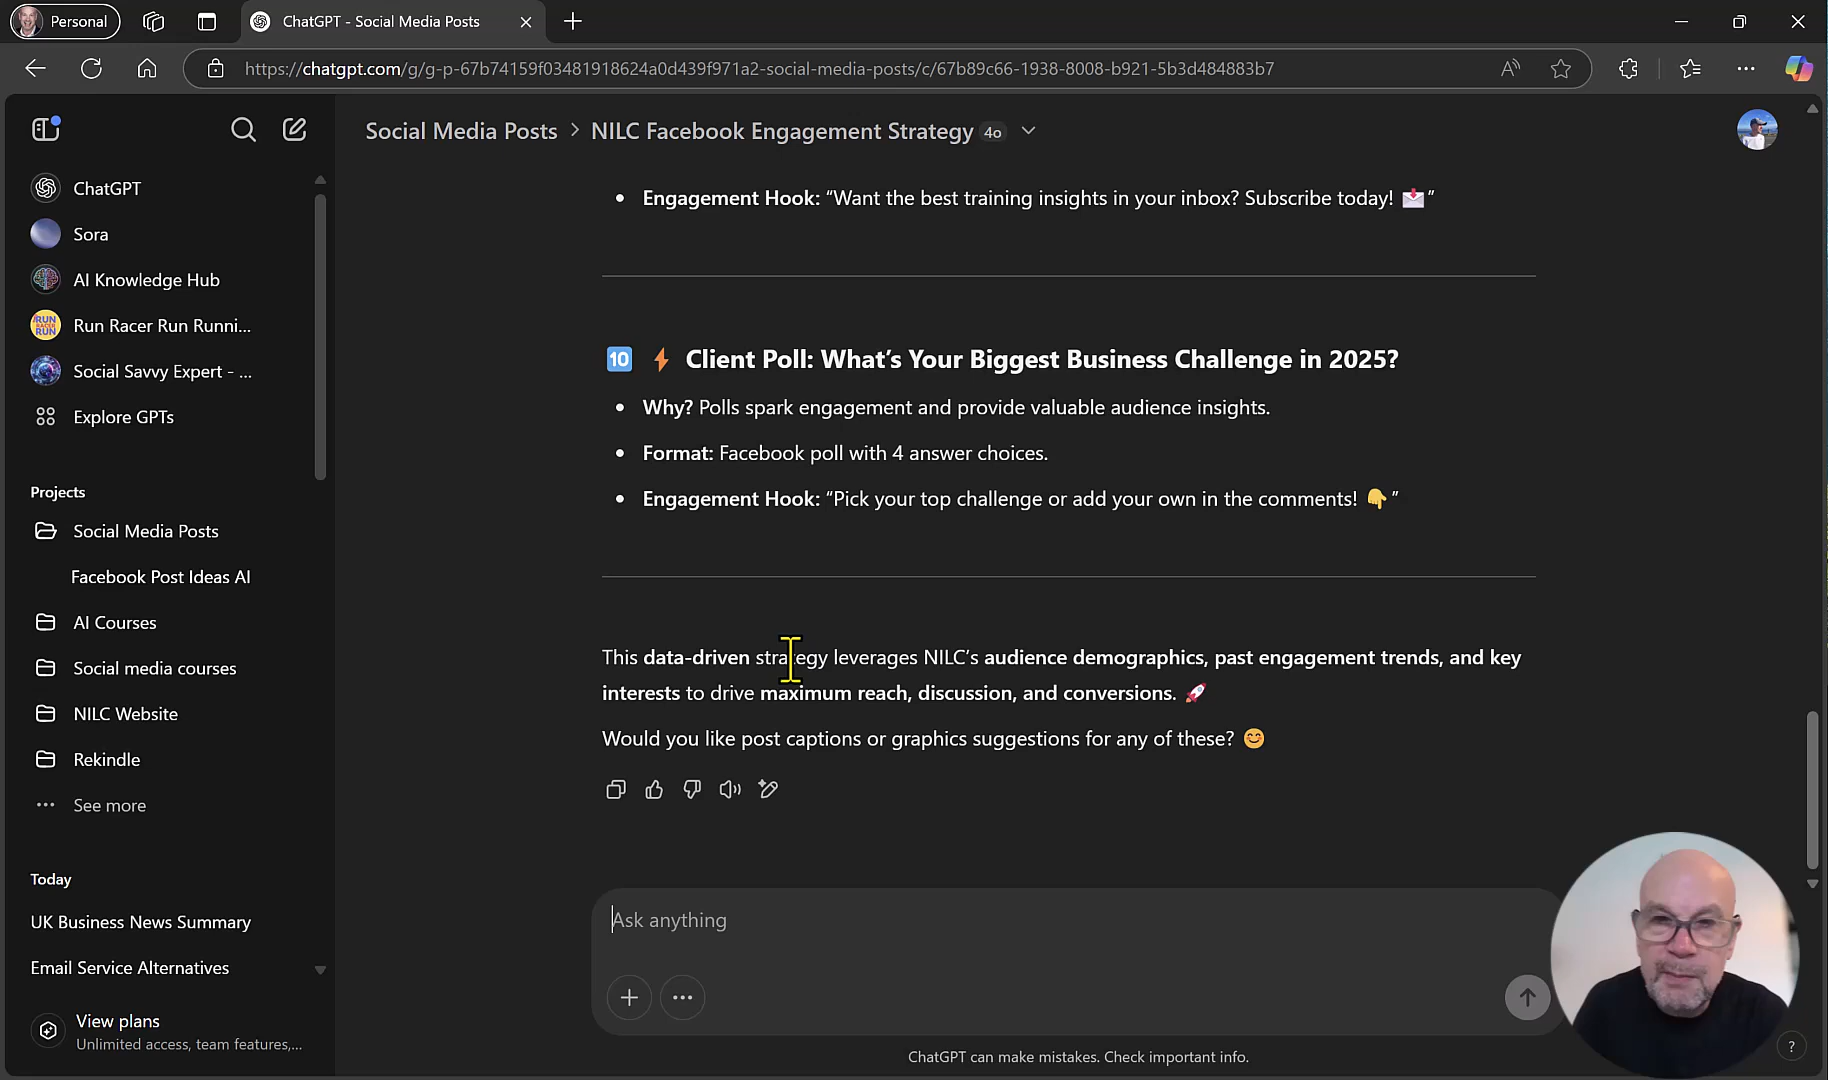 Personal
ChatGPT - Social Media Posts
https://chatgpt.com/g/g-p-67b74159f03481918624a0d439f971a2-social-media-posts/c/67b89c66-1938-8008-b921-5b3d484883b7
Social Media Posts > NILC Facebook Engagement Strategy 4o
ChatGPT
Sora
AI Knowledge Hub
RUN RACER RUN
Run Racer Run Runni...
Social Savvy Expert - ...
Explore GPTs
Projects
Social Media Posts
Facebook Post Ideas AI
AI Courses
Social media courses
NILC Website
Rekindle
See more
Today
UK Business News Summary
Email Service Alternatives
View plans
Unlimited access, team features,...
• Engagement Hook: “Want the best training insights in your inbox? Subscribe today! 📩”
🔟 ⚡ Client Poll: What’s Your Biggest Business Challenge in 2025?
• Why? Polls spark engagement and provide valuable audience insights.
• Format: Facebook poll with 4 answer choices.
• Engagement Hook: “Pick your top challenge or add your own in the comments! 👇”
This data-driven strategy leverages NILC’s audience demographics, past engagement trends, and key
interests to drive maximum reach, discussion, and conversions. 🚀
Would you like post captions or graphics suggestions for any of these? 😊
Ask anything
ChatGPT can make mistakes. Check important info.
?